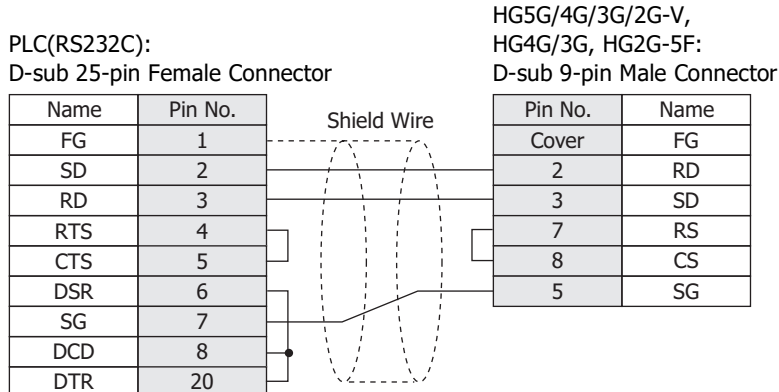 PLC(RS232C):
D-sub 25-pin Female Connector
HG5G/4G/3G/2G-V,
HG4G/3G, HG2G-5F:
D-sub 9-pin Male Connector
Name Pin No.
FG 1
SD 2
RD 3
RTS 4
CTS 5
DSR 6
SG 7
DCD 8
DTR 20
Shield Wire
Pin No. Name
Cover FG
2 RD
3 SD
7 RS
8 CS
5 SG